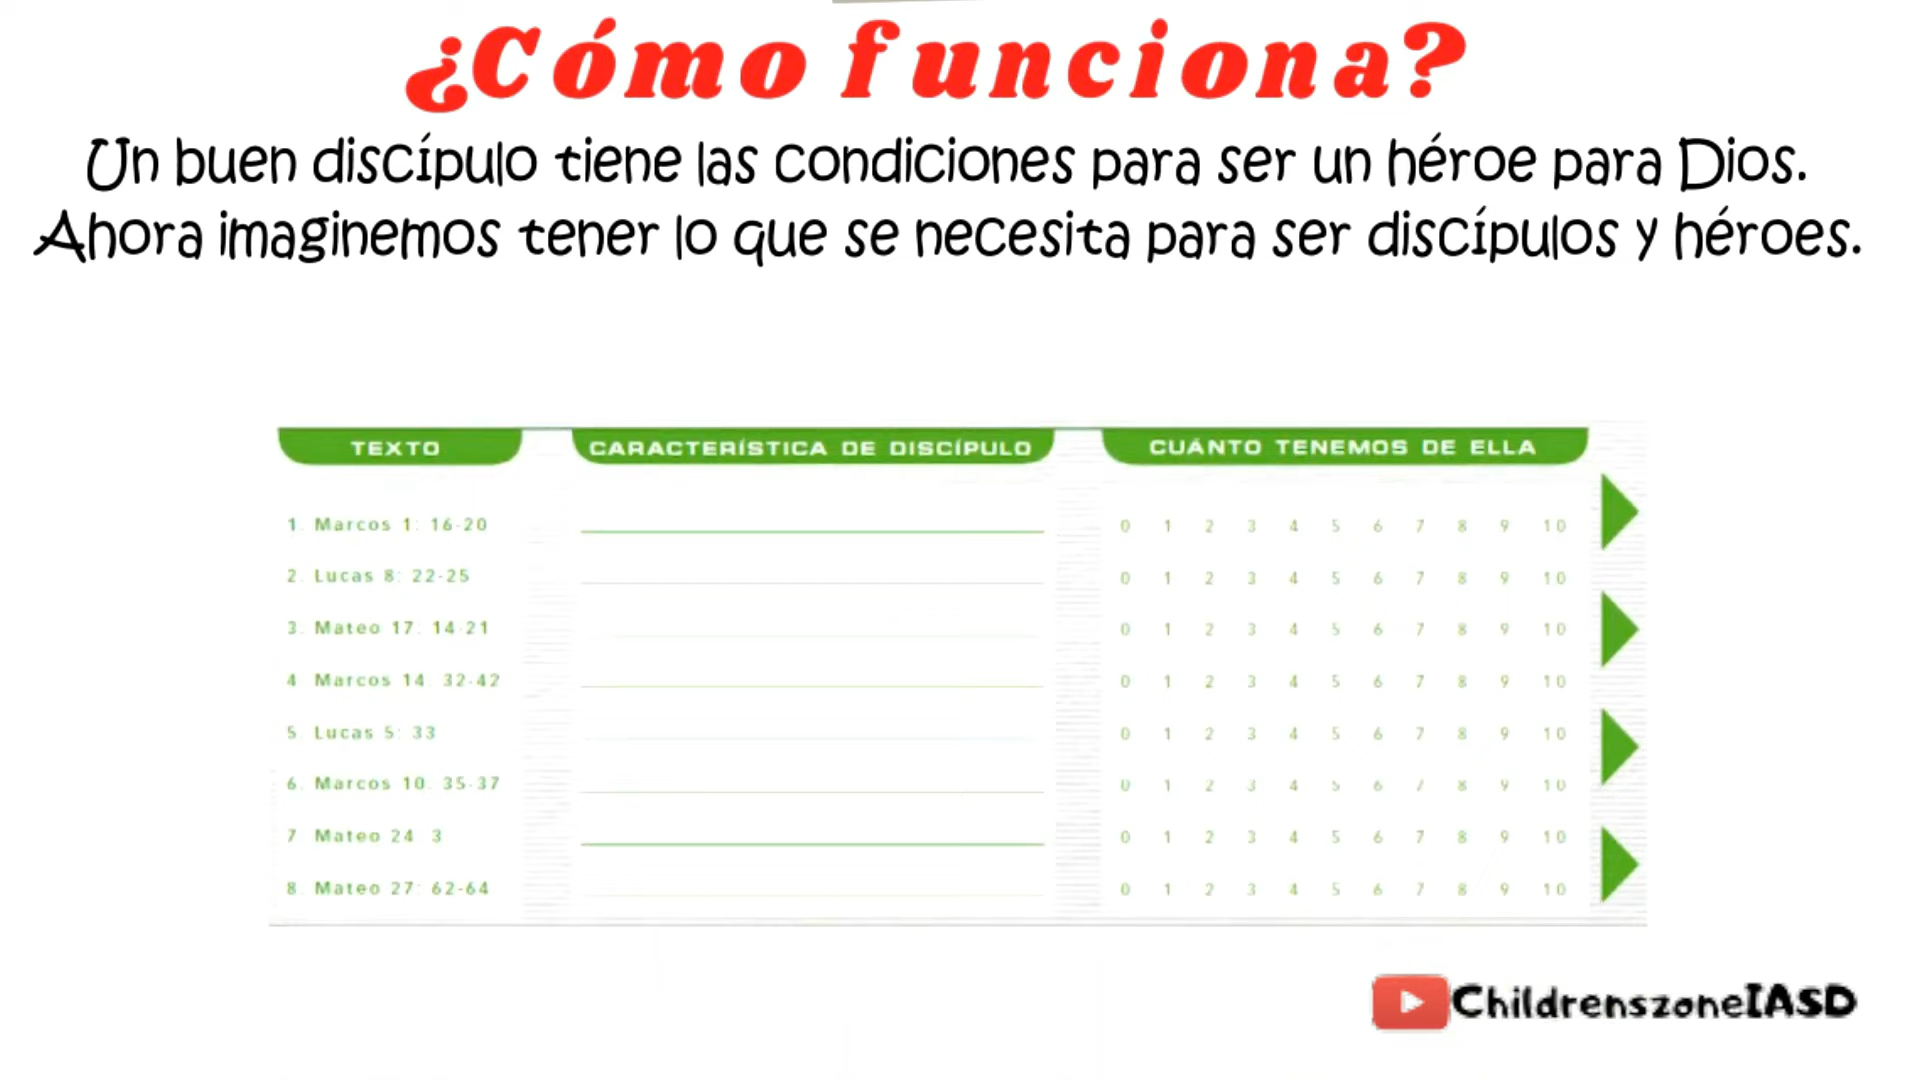 ¿Cómo funciona?
Un buen discípulo tiene las condiciones para ser un héroe para Dios.
Ahora imaginemos tener lo que se necesita para ser discípulos y héroes.
TEXTO CARACTERÍSTICA DE DISCÍPULO CUÁNTO TENEMOS DE ELLA
1. Marcos 1: 16-20 0 1 2 3 4 5 6 7 8 9 10
2. Lucas 8: 22-25 0 1 2 3 4 5 6 7 8 9 10
3. Mateo 17: 14-21 0 1 2 3 4 5 6 7 8 9 10
4 Marcos 14: 32-42 0 1 2 3 4 5 6 7 8 9 10
5 Lucas 5: 33 0 1 2 3 4 5 6 7 8 9 10
6. Marcos 10: 35-37 0 1 2 3 4 5 6 7 8 9 10
7 Mateo 24 3 0 1 2 3 4 5 6 7 8 9 10
8. Mateo 27: 62-64 0 1 2 3 4 5 6 7 8 9 10
ChildrenszoneIASD